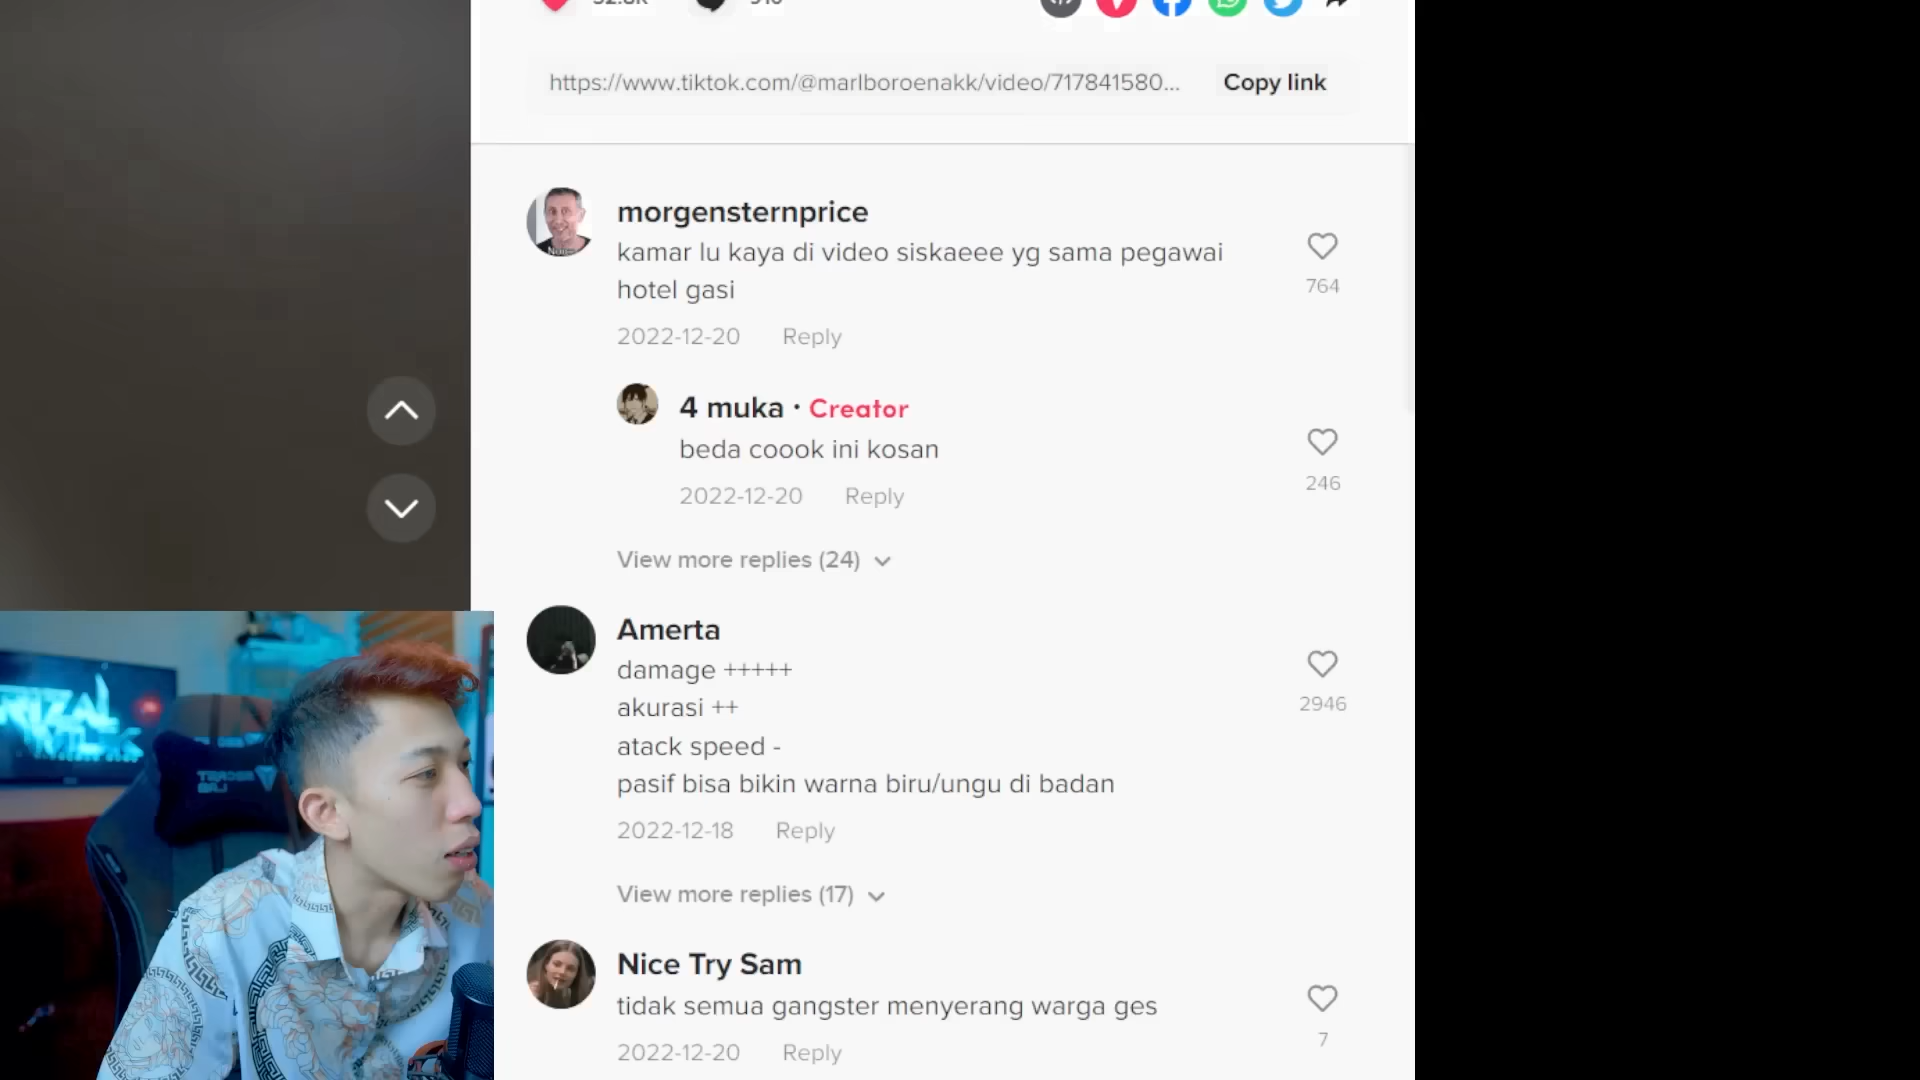 https://www.tiktok.com/@marlboroenakk/video/717841580... Copy link
morgensternprice
kamar lu kaya di video siskaeee yg sama pegawai
hotel gasi
764
2022-12-20 Reply
4 muka · Creator
beda coook ini kosan
246
2022-12-20 Reply
View more replies (24)
Amerta
damage +++++
akurasi ++
2946
atack speed -
pasif bisa bikin warna biru/ungu di badan
2022-12-18 Reply
View more replies (17)
Nice Try Sam
tidak semua gangster menyerang warga ges
7
2022-12-20 Reply
RIZAL